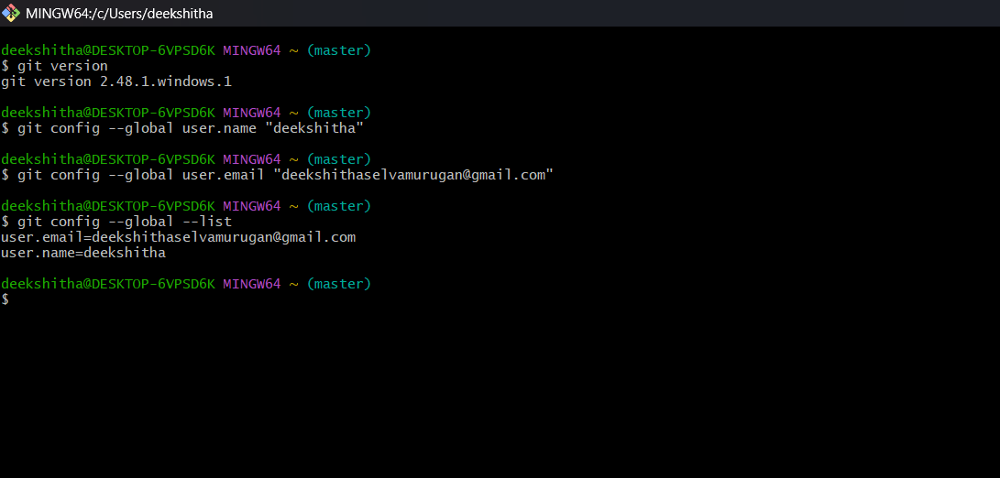 MINGW64:/c/Users/deekshitha
deekshitha@DESKTOP-6VPSD6K MINGW64 ~ (master)
$ git version
git version 2.48.1.windows.1
deekshitha@DESKTOP-6VPSD6K MINGW64 ~ (master)
$ git config --global user.name "deekshitha"
deekshitha@DESKTOP-6VPSD6K MINGW64 ~ (master)
$ git config --global user.email "deekshithaselvamurugan@gmail.com"
deekshitha@DESKTOP-6VPSD6K MINGW64 ~ (master)
$ git config --global --list
user.email=deekshithaselvamurugan@gmail.com
user.name=deekshitha
deekshitha@DESKTOP-6VPSD6K MINGW64 ~ (master)
$